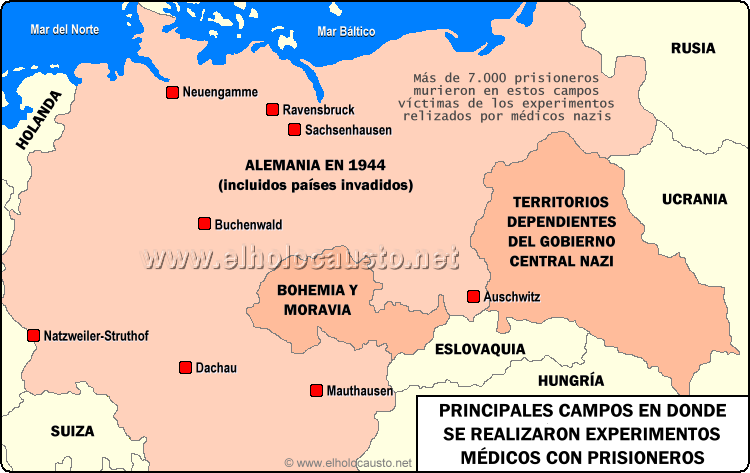 Mar del Norte
Mar Báltico
RUSIA
Más de 7.000 prisioneros
murieron en estos campos
víctimas de los experimentos
relizados por médicos nazis
HOLANDA
Neuengamme
Ravensbruck
Sachsenhausen
ALEMANIA EN 1944
(incluidos países invadidos)
UCRANIA
TERRITORIOS
DEPENDIENTES
DEL GOBIERNO
CENTRAL NAZI
Buchenwald
www.elholocausto.net
BOHEMIA Y
MORAVIA
Auschwitz
Natzweiler-Struthof
ESLOVAQUIA
Dachau
Mauthausen
HUNGRÍA
SUIZA
PRINCIPALES CAMPOS EN DONDE
SE REALIZARON EXPERIMENTOS
MÉDICOS CON PRISIONEROS
© www.elholocausto.net